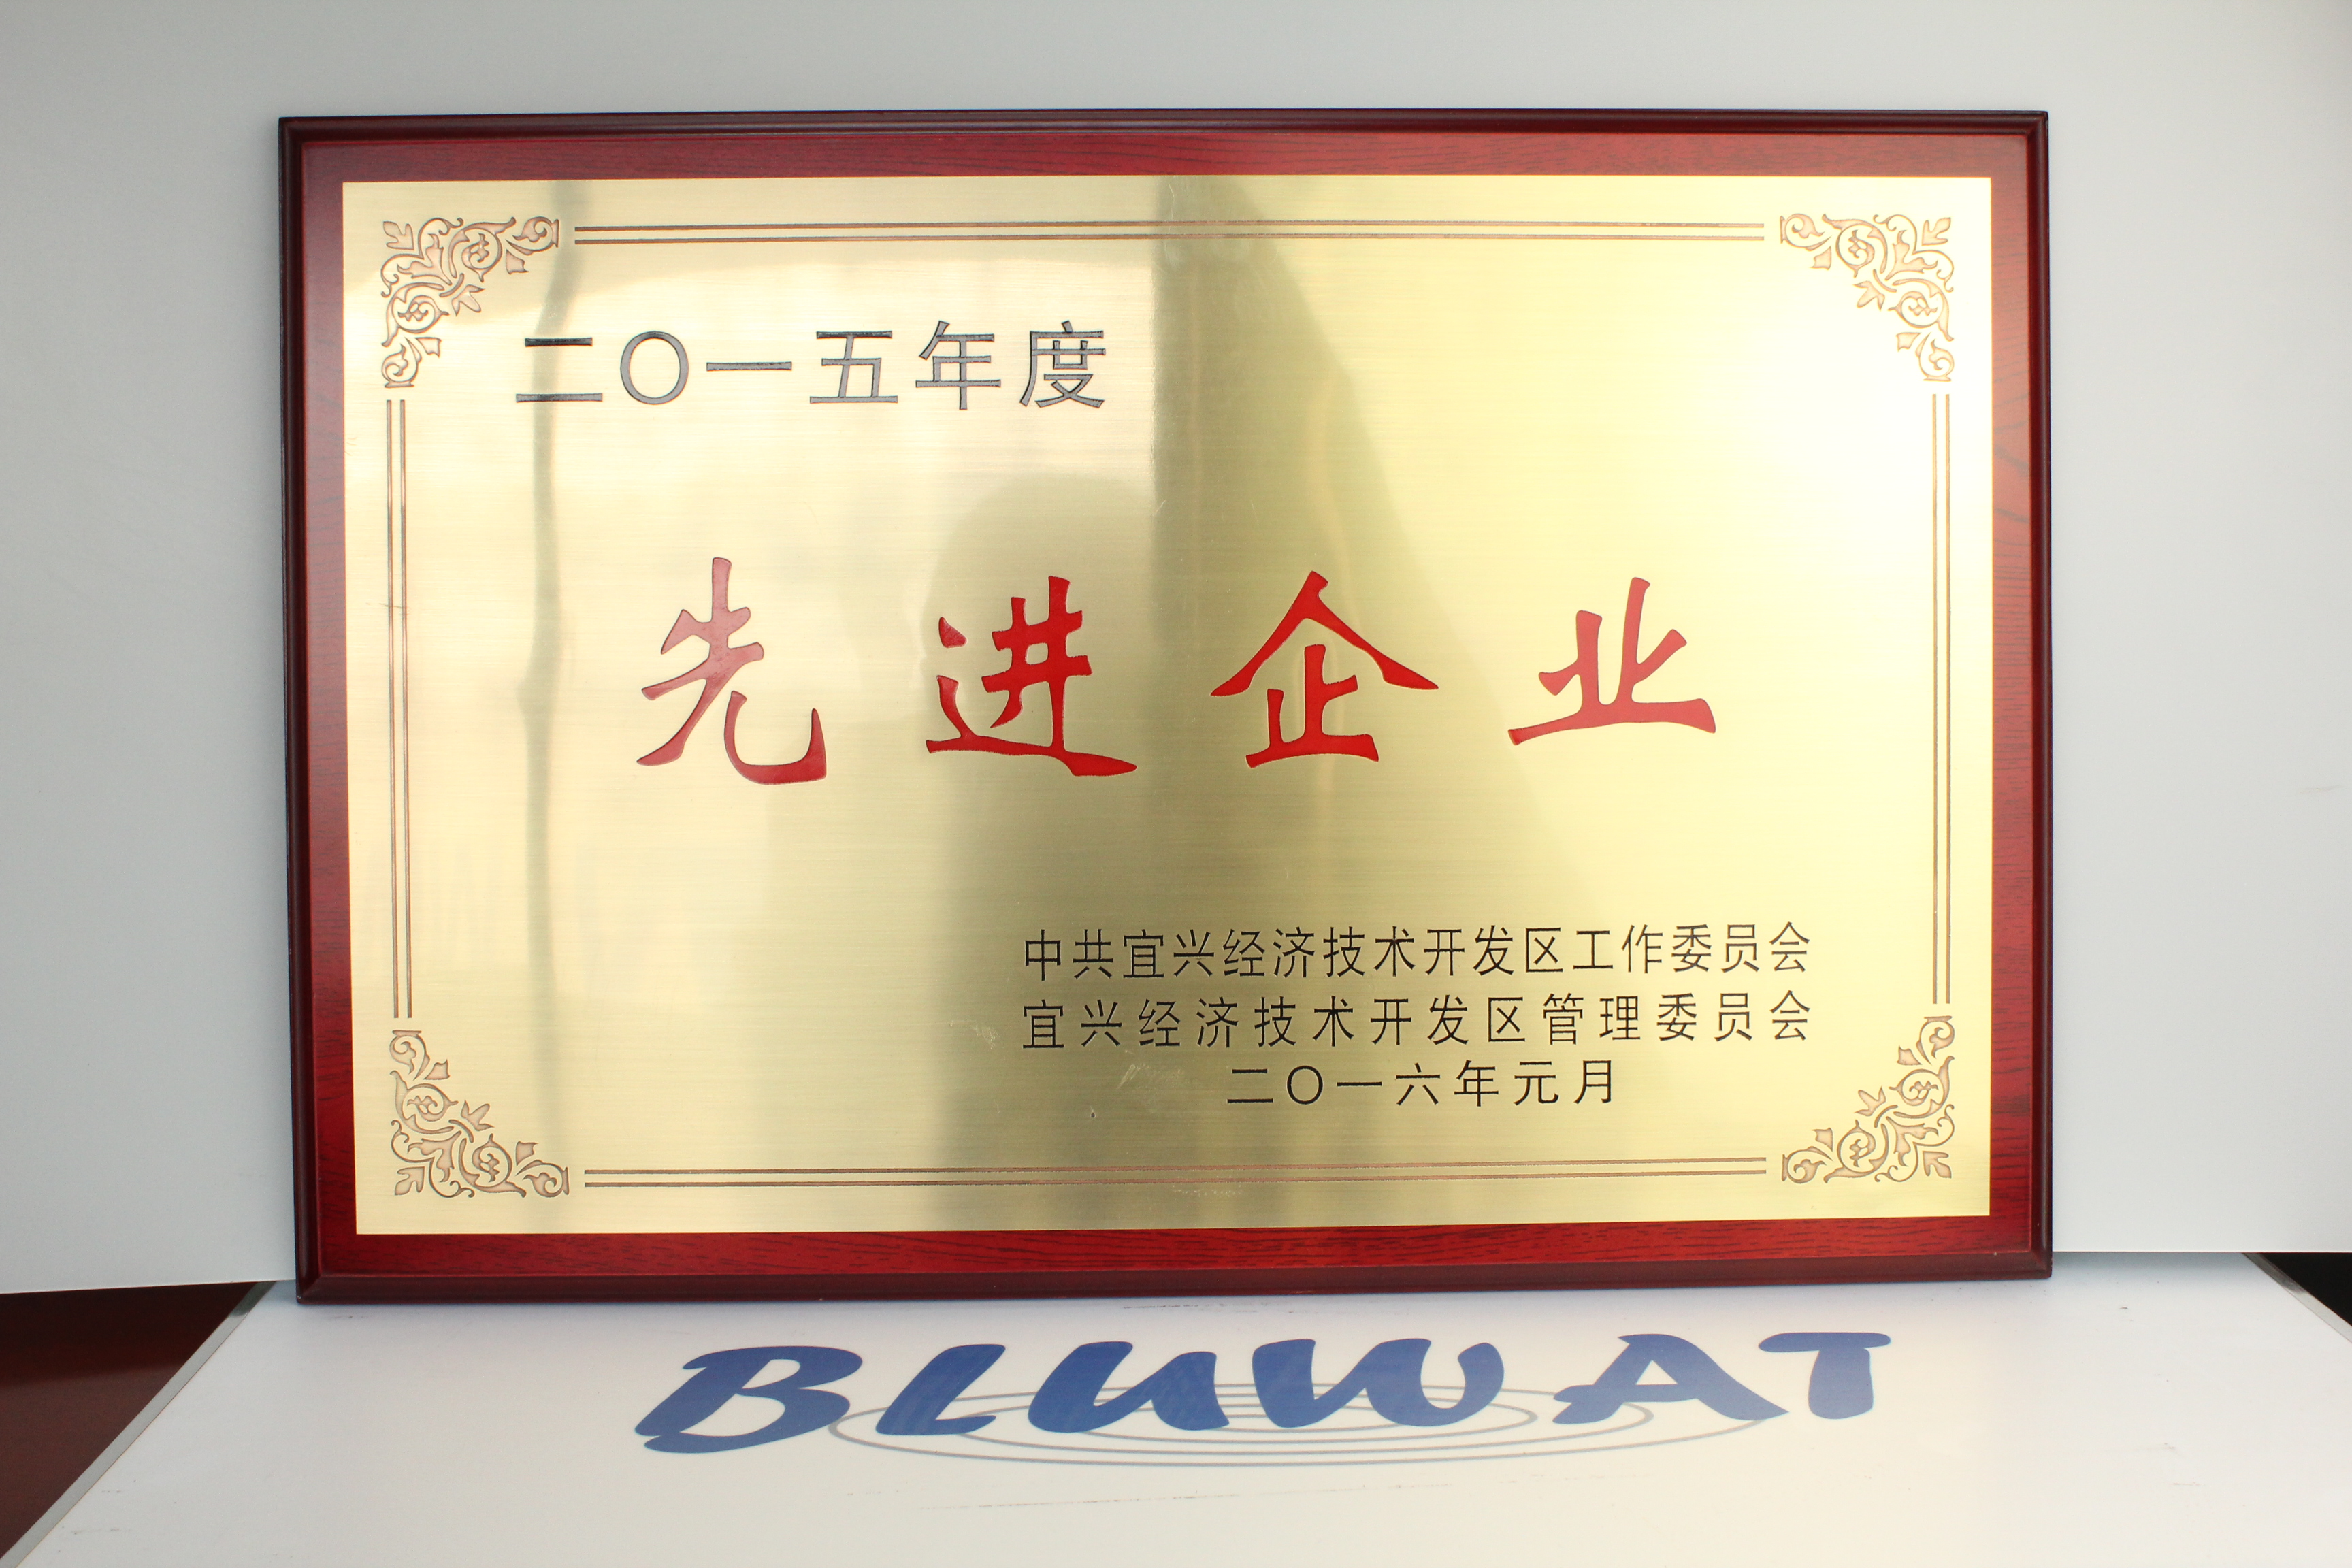 二〇一五年度
先进企业
中共宜兴经济技术开发区工作委员会
宜兴经济技术开发区管理委员会
二〇一六年元月
BLUWAT